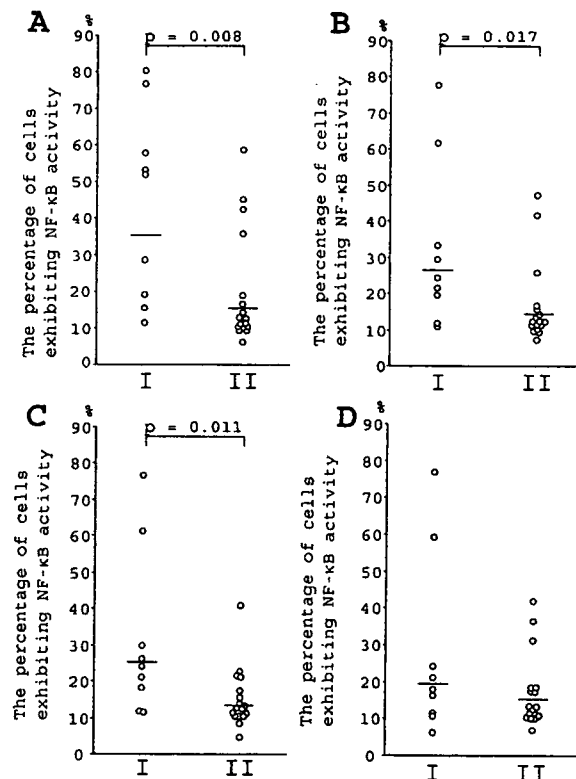 A
%
p = 0.008
The percentage of cells
exhibiting NF-κB activity
90
80
70
60
50
40
30
20
10
0
I II
B
%
p = 0.017
The percentage of cells
exhibiting NF-κB activity
90
80
70
60
50
40
30
20
10
0
I II
C
%
p = 0.011
The percentage of cells
exhibiting NF-κB activity
90
80
70
60
50
40
30
20
10
0
I II
D
%
The percentage of cells
exhibiting NF-κB activity
90
80
70
60
50
40
30
20
10
0
I II